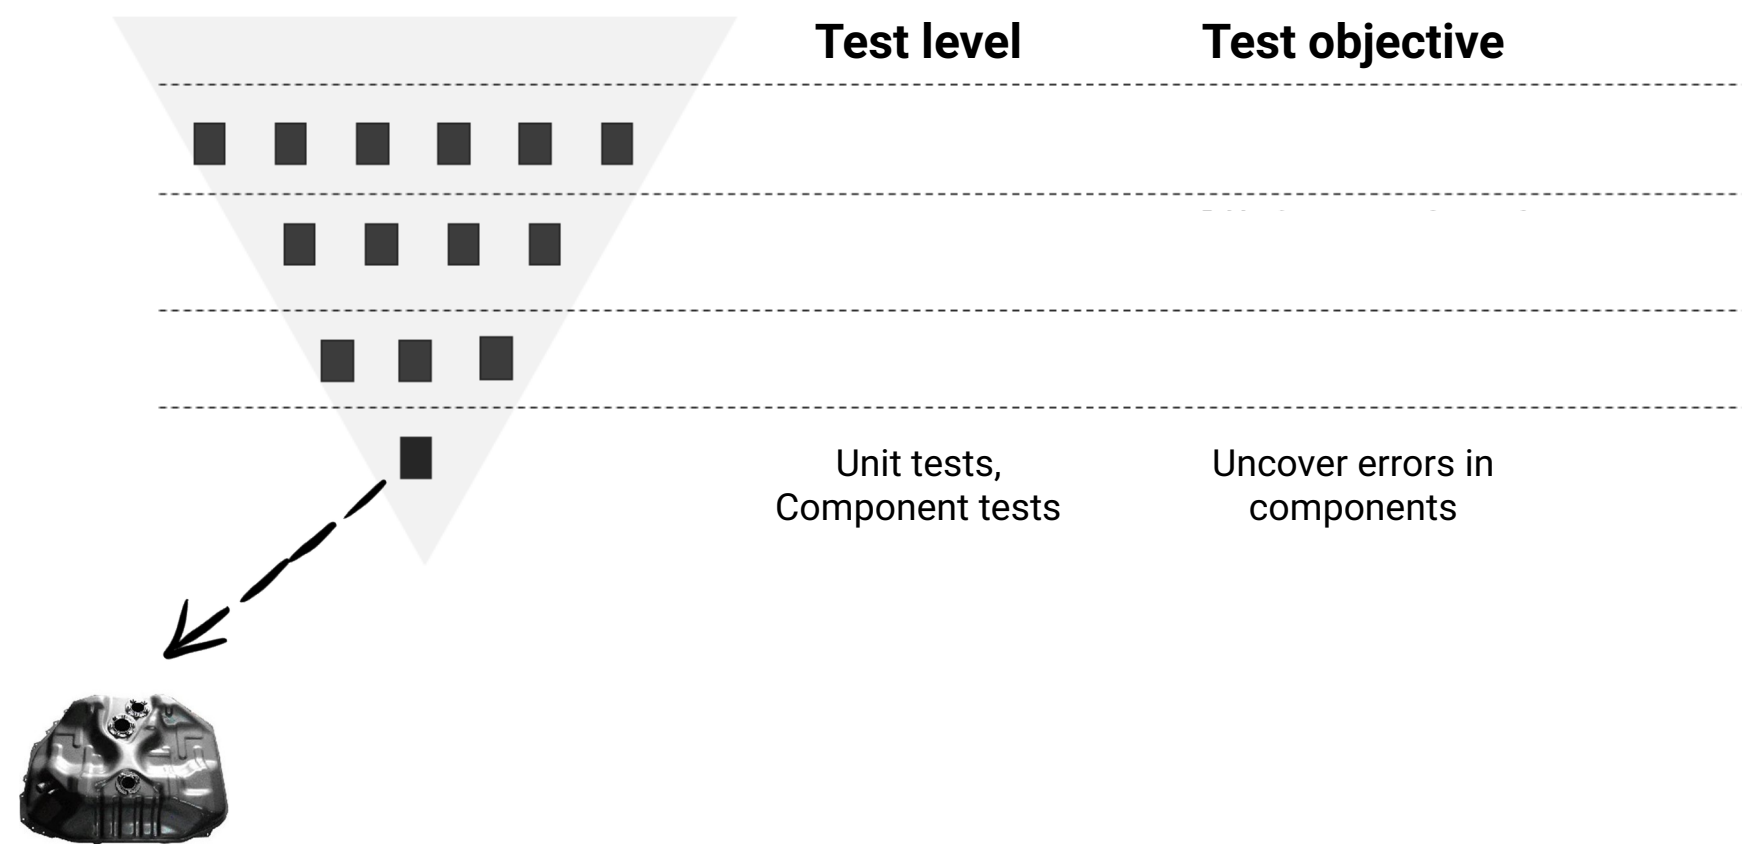 Test level
Test objective
Unit tests,
Component tests
Uncover errors in
components